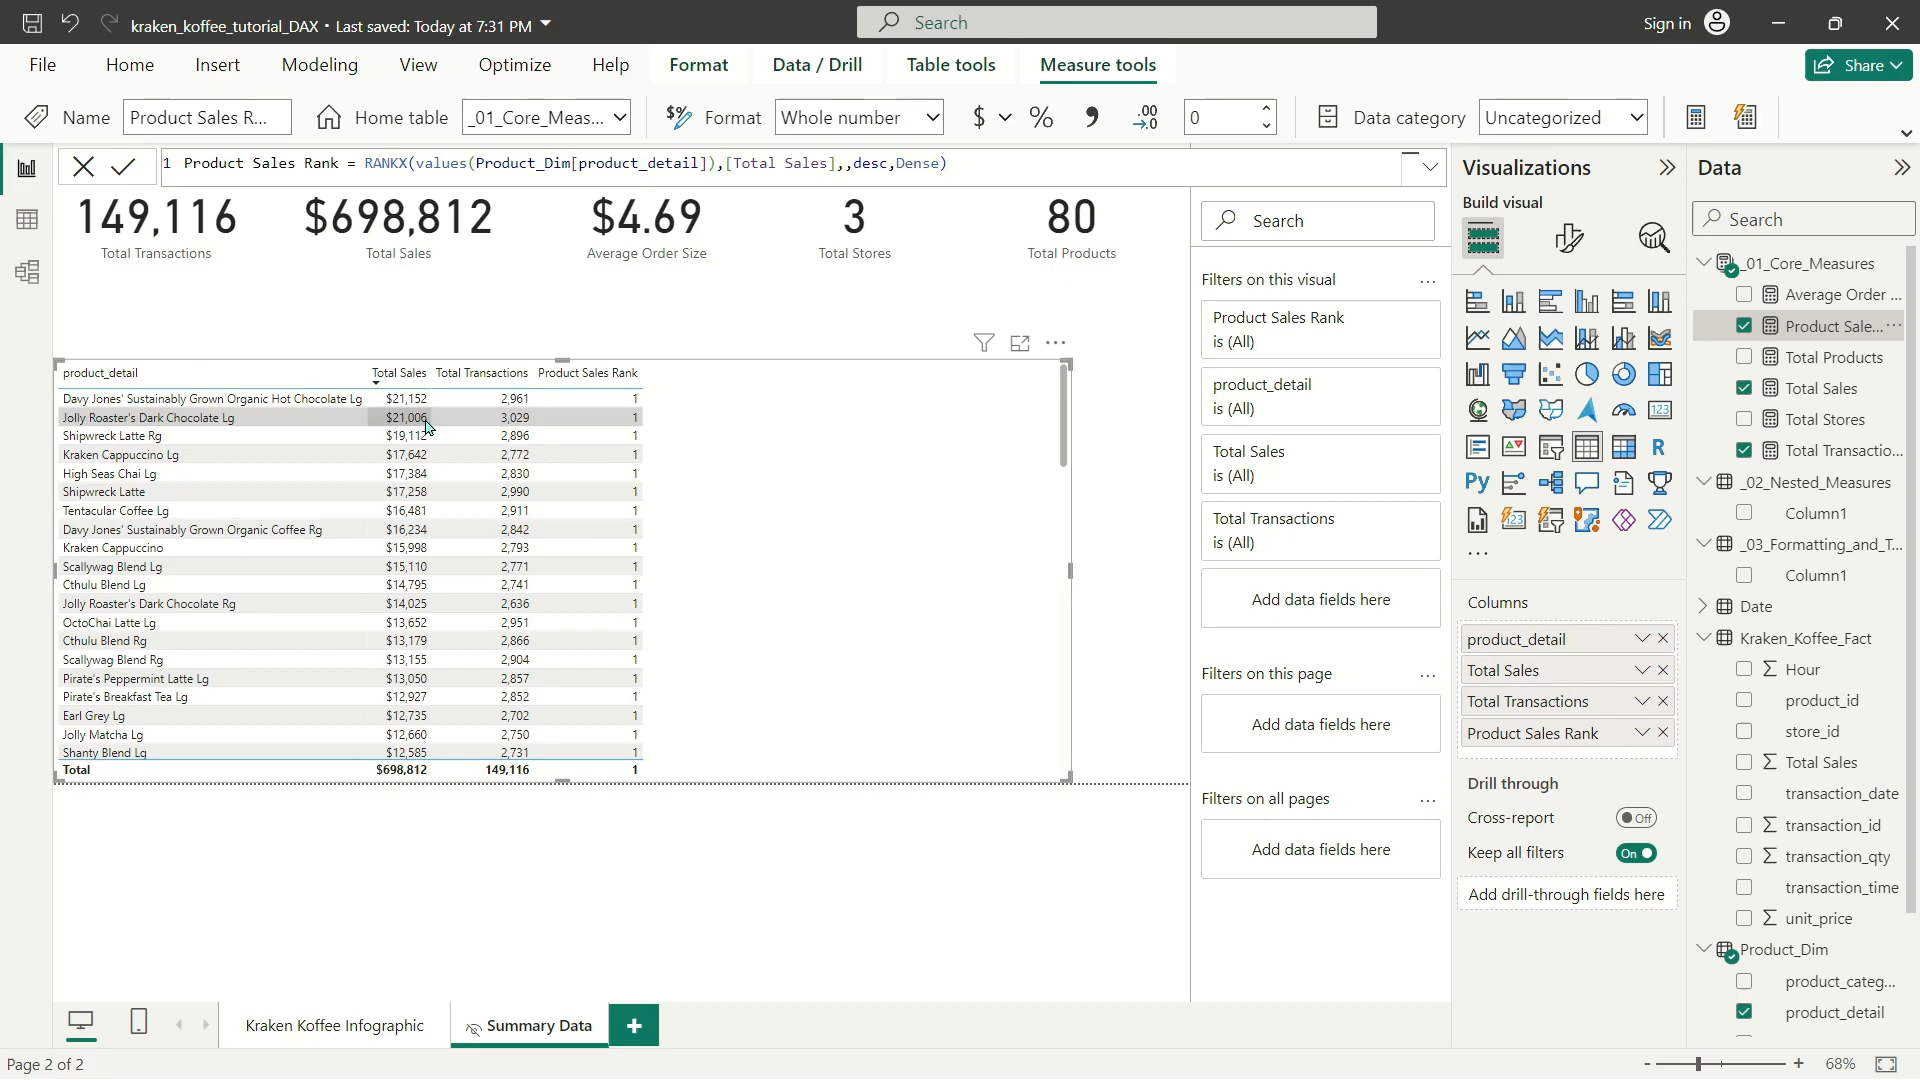 kraken_koffee_tutorial_DAX • Last saved: Today at 7:31 PM
Search
Sign in
File Home Insert Modeling View Optimize Help Format Data / Drill Table tools Measure tools
Share
Name Product Sales R... Home table _01_Core_Meas... Format Whole number $ % 0 Data category Uncategorized
1 Product Sales Rank = RANKX(values(Product_Dim[product_detail]),[Total Sales],,desc,Dense)
149,116
Total Transactions
$698,812
Total Sales
$4.69
Average Order Size
3
Total Stores
80
Total Products
product_detail Total Sales Total Transactions Product Sales Rank
Davy Jones' Sustainably Grown Organic Hot Chocolate Lg $21,152 2,961 1
Jolly Roaster's Dark Chocolate Lg $21,006 3,029 1
Shipwreck Latte Rg $19,112 2,896 1
Kraken Cappuccino Lg $17,642 2,772 1
High Seas Chai Lg $17,384 2,830 1
Shipwreck Latte $17,258 2,990 1
Tentacular Coffee Lg $16,481 2,911 1
Davy Jones' Sustainably Grown Organic Coffee Rg $16,234 2,842 1
Kraken Cappuccino $15,998 2,793 1
Scallywag Blend Lg $15,110 2,771 1
Cthulu Blend Lg $14,795 2,741 1
Jolly Roaster's Dark Chocolate Rg $14,025 2,636 1
OctoChai Latte Lg $13,652 2,951 1
Cthulu Blend Rg $13,179 2,866 1
Scallywag Blend Rg $13,155 2,904 1
Pirate's Peppermint Latte Lg $13,050 2,857 1
Pirate's Breakfast Tea Lg $12,927 2,852 1
Earl Grey Lg $12,735 2,702 1
Jolly Matcha Lg $12,660 2,750 1
Shanty Blend Lg $12,585 2,731 1
Total $698,812 149,116 1
Search
Filters on this visual
Product Sales Rank
is (All)
product_detail
is (All)
Total Sales
is (All)
Total Transactions
is (All)
Add data fields here
Filters on this page
Add data fields here
Filters on all pages
Add data fields here
Visualizations
Build visual
123
R
Py
123
Columns
product_detail
Total Sales
Total Transactions
Product Sales Rank
Drill through
Cross-report Off
Keep all filters On
Add drill-through fields here
Data
Search
_01_Core_Measures
Average Order ...
Product Sale...
Total Products
Total Sales
Total Stores
Total Transactio...
_02_Nested_Measures
Column1
_03_Formatting_and_T...
Column1
Date
Kraken_Koffee_Fact
Hour
product_id
store_id
Total Sales
transaction_date
transaction_id
transaction_qty
transaction_time
unit_price
Product_Dim
product_categ...
product_detail
Kraken Koffee Infographic
Summary Data
Page 2 of 2
68%